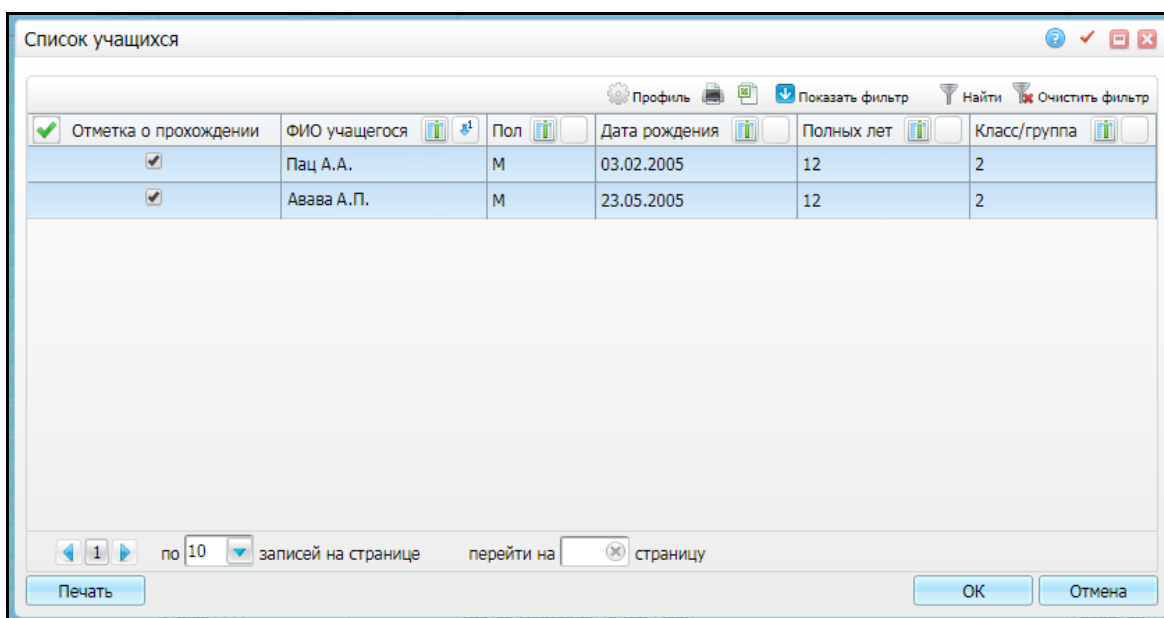 Список учащихся
Профиль Показать фильтр Найти Очистить фильтр
Отметка о прохождении ФИО учащегося 1 Пол Дата рождения Полных лет Класс/группа
Пац А.А. М 03.02.2005 12 2
Авава А.П. М 23.05.2005 12 2
1 по 10 записей на странице перейти на страницу
Печать ОК Отмена